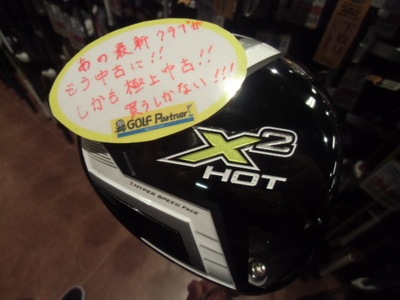 あの最新クラブが
もう中古に!!
しかも極上中古!!
買うしかない!!!
GOLF Partner
X2
HOT
HYPER SPEED FACE